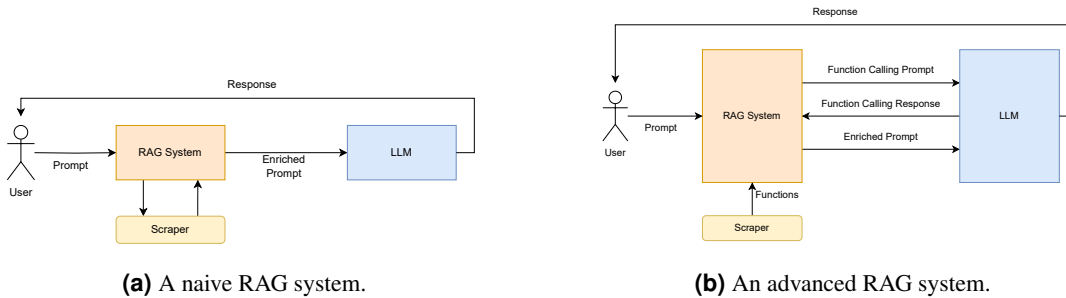 Response
User
Prompt
RAG System
Enriched
Prompt
LLM
Scraper
(a) A naive RAG system.
Response
User
Prompt
RAG System
Function Calling Prompt
Function Calling Response
Enriched Prompt
LLM
Functions
Scraper
(b) An advanced RAG system.